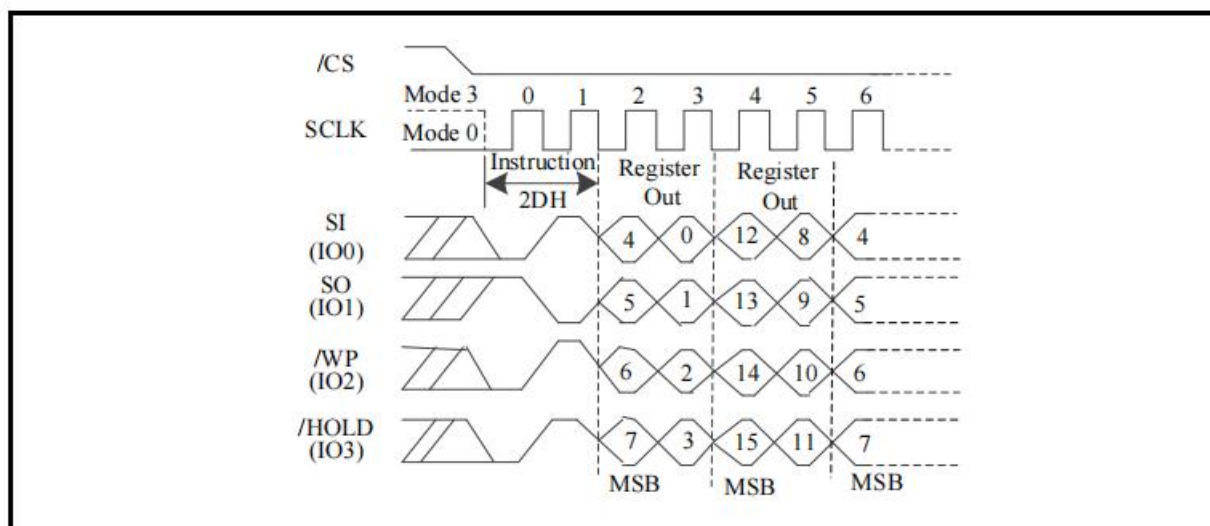 /CS
Mode 3 0 1 2 3 4 5 6
SCLK Mode 0
Instruction Register Register
2DH Out Out
SI
(IO0) 4 0 12 8 4
SO
(IO1) 5 1 13 9 5
/WP
(IO2) 6 2 14 10 6
/HOLD
(IO3) 7 3 15 11 7
MSB MSB MSB